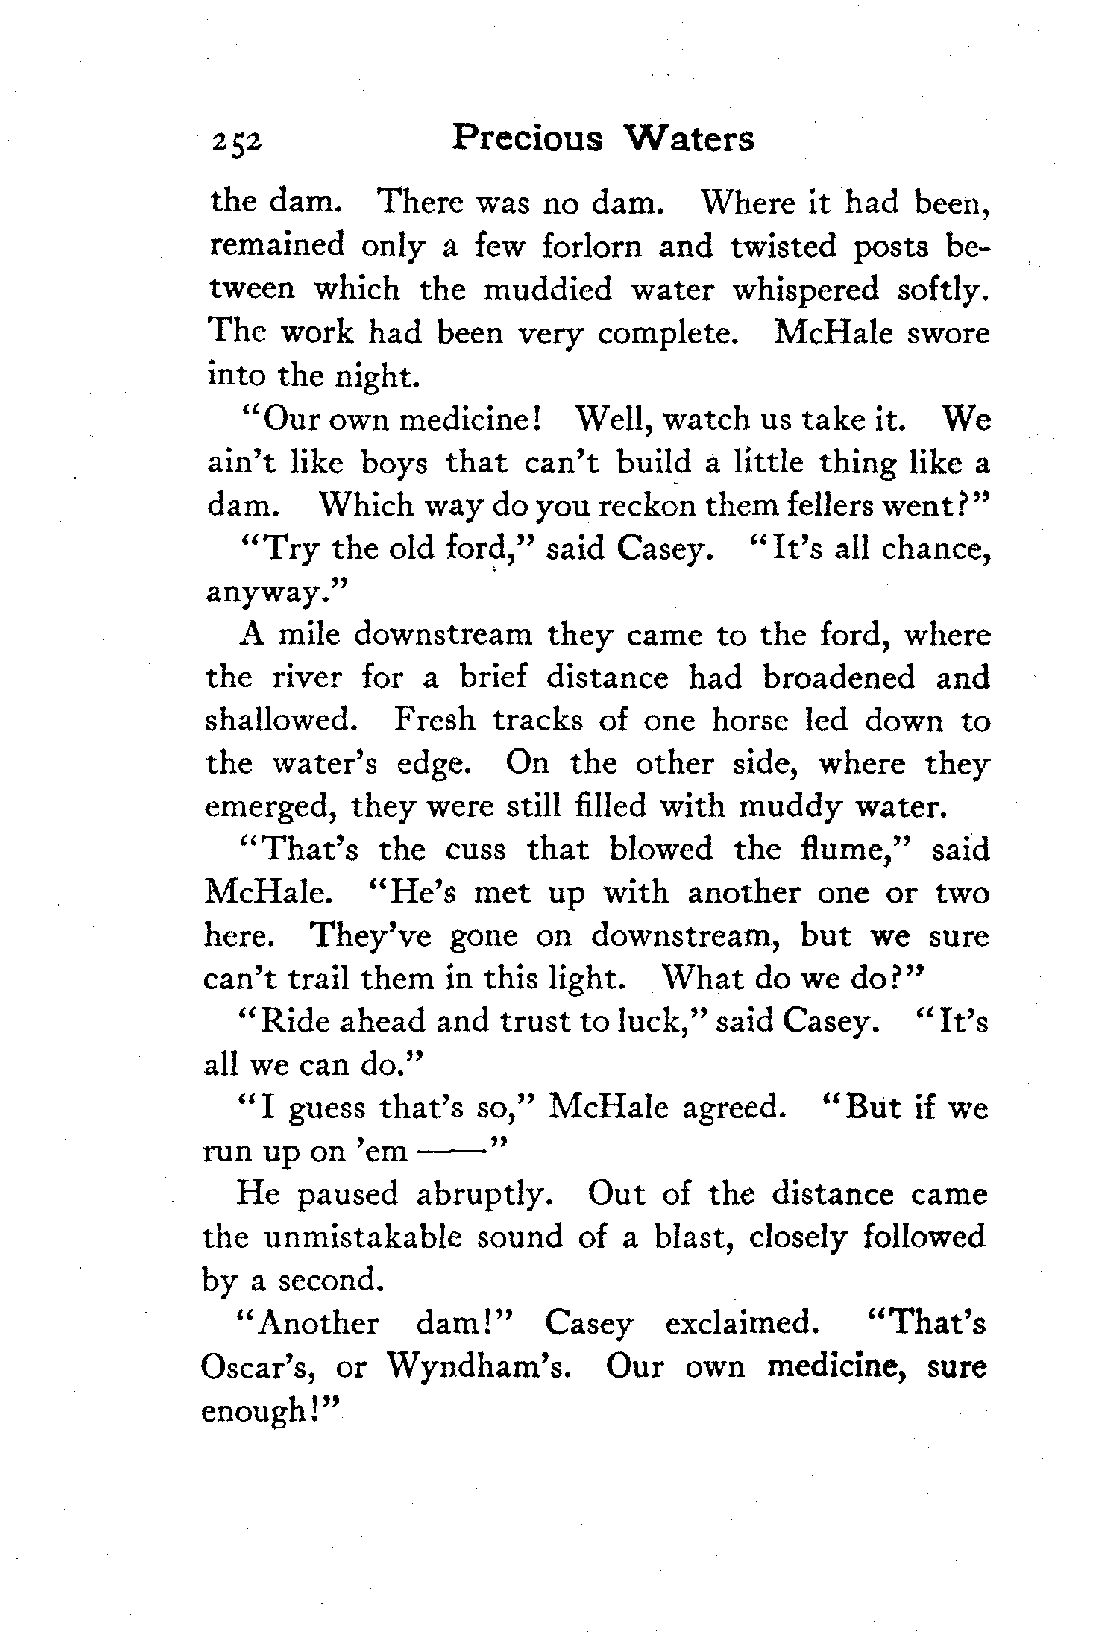 252 Precious Waters
the dam. There was no dam. Where it had been,
remained only a few forlorn and twisted posts be-
tween which the muddied water whispered softly.
The work had been very complete. McHale swore
into the night.
“Our own medicine! Well, watch us take it. We
ain’t like boys that can’t build a little thing like a
dam. Which way do you reckon them fellers went?”
“Try the old ford,” said Casey. “It’s all chance,
anyway.”
A mile downstream they came to the ford, where
the river for a brief distance had broadened and
shallowed. Fresh tracks of one horse led down to
the water’s edge. On the other side, where they
emerged, they were still filled with muddy water.
“That’s the cuss that blowed the flume,” said
McHale. “He’s met up with another one or two
here. They’ve gone on downstream, but we sure
can’t trail them in this light. What do we do?”
“Ride ahead and trust to luck,” said Casey. “It’s
all we can do.”
“I guess that’s so,” McHale agreed. “But if we
run up on ’em ——”
He paused abruptly. Out of the distance came
the unmistakable sound of a blast, closely followed
by a second.
“Another dam!” Casey exclaimed. “That’s
Oscar’s, or Wyndham’s. Our own medicine, sure
enough!”